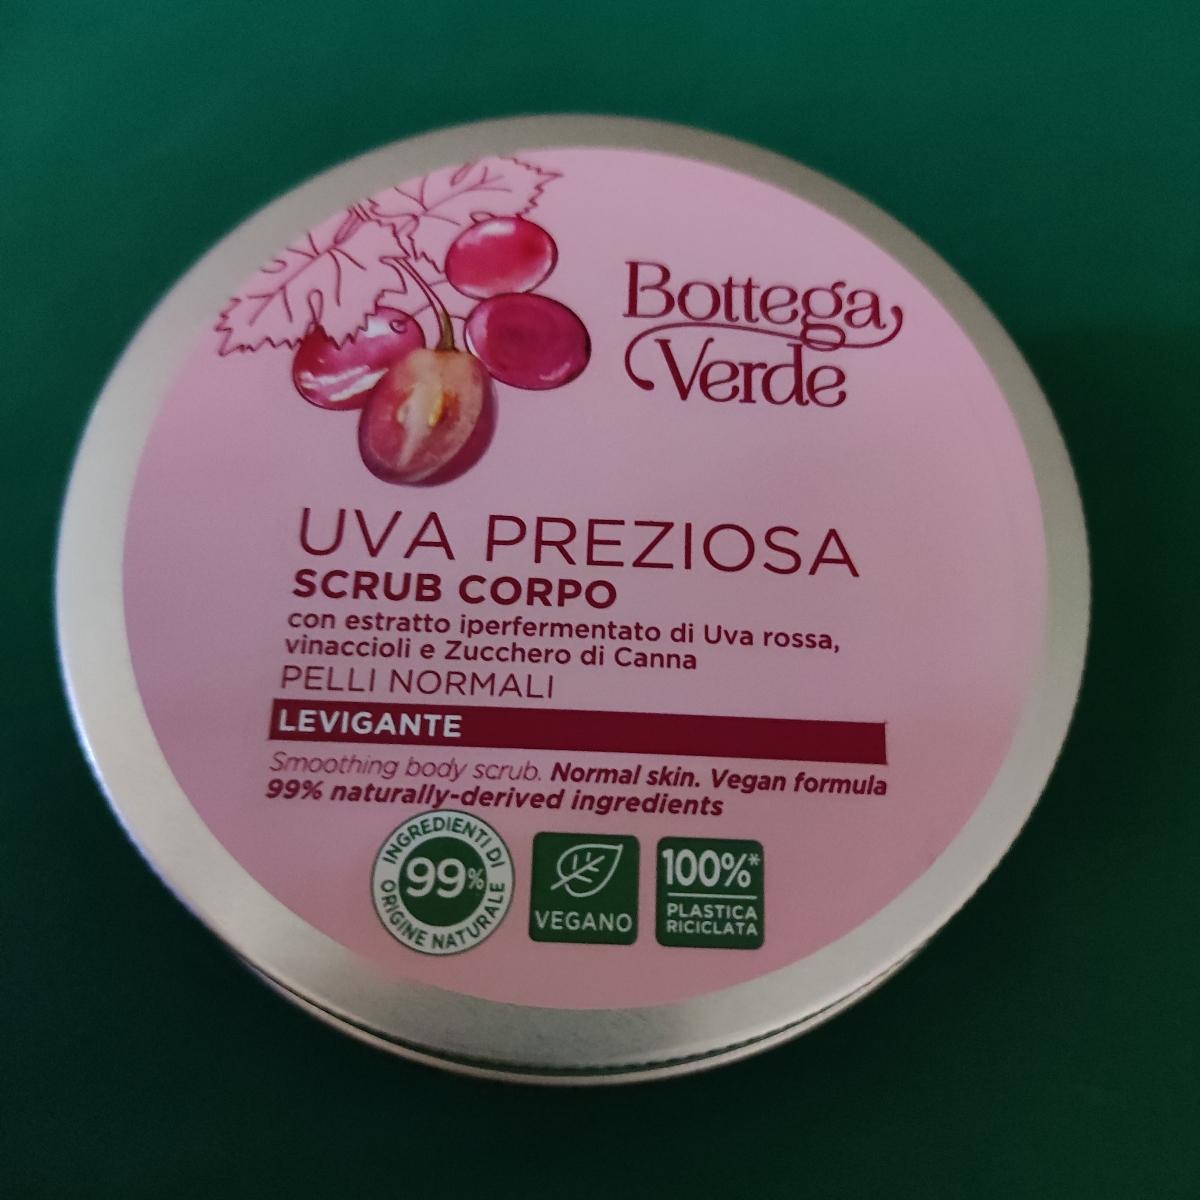 Bottega
Verde
UVA PREZIOSA
SCRUB CORPO
con estratto iperfermentato di Uva rossa,
vinaccioli e Zucchero di Canna
PELLI NORMALI
LEVIGANTE
Smoothing body scrub. Normal skin. Vegan formula
99% naturally-derived ingredients
INGREDIENTI DI
99%
ORIGINE NATURALE
VEGANO
100%*
PLASTICA
RICICLATA